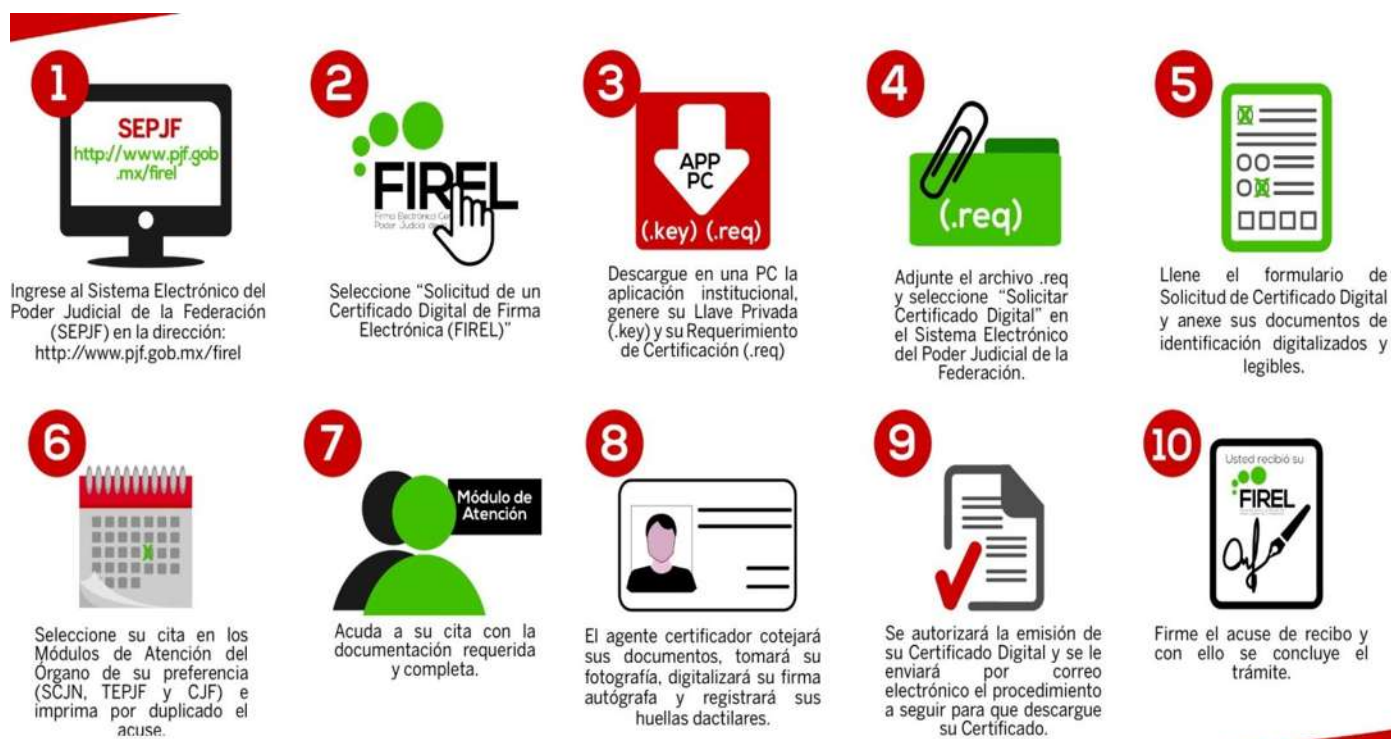 1
SEPJF
http://www.pjf.gob
.mx/firel
Ingrese al Sistema Electrónico del
Poder Judicial de la Federación
(SEPJF) en la dirección:
http://www.pjf.gob.mx/firel
2
FIREL
Firma Electrónica
Poder Judicial
Seleccione “Solicitud de un
Certificado Digital de Firma
Electrónica (FIREL)”
3
APP
PC
(.key) (.req)
Descargue en una PC la
aplicación institucional,
genere su Llave Privada
(.key) y su Requerimiento
de Certificación (.req)
4
(.req)
Adjunte el archivo .req
y seleccione “Solicitar
Certificado Digital” en
el Sistema Electrónico
del Poder Judicial de la
Federación.
5
Llene el formulario de
Solicitud de Certificado Digital
y anexe sus documentos de
identificación digitalizados y
legibles.
6
Seleccione su cita en los
Módulos de Atención del
Órgano de su preferencia
(SCJN, TEPJF y CJF) e
imprima por duplicado el
acuse.
7
Módulo de
Atención
Acuda a su cita con la
documentación requerida
y completa.
8
El agente certificador cotejará
sus documentos, tomará su
fotografía, digitalizará su firma
autógrafa y registrará sus
huellas dactilares.
9
Se autorizará la emisión de
su Certificado Digital y se le
enviará por correo
electrónico el procedimiento
a seguir para que descargue
su Certificado.
10
Usted recibió su
FIREL
Firme el acuse de recibo y
con ello se concluye el
trámite.